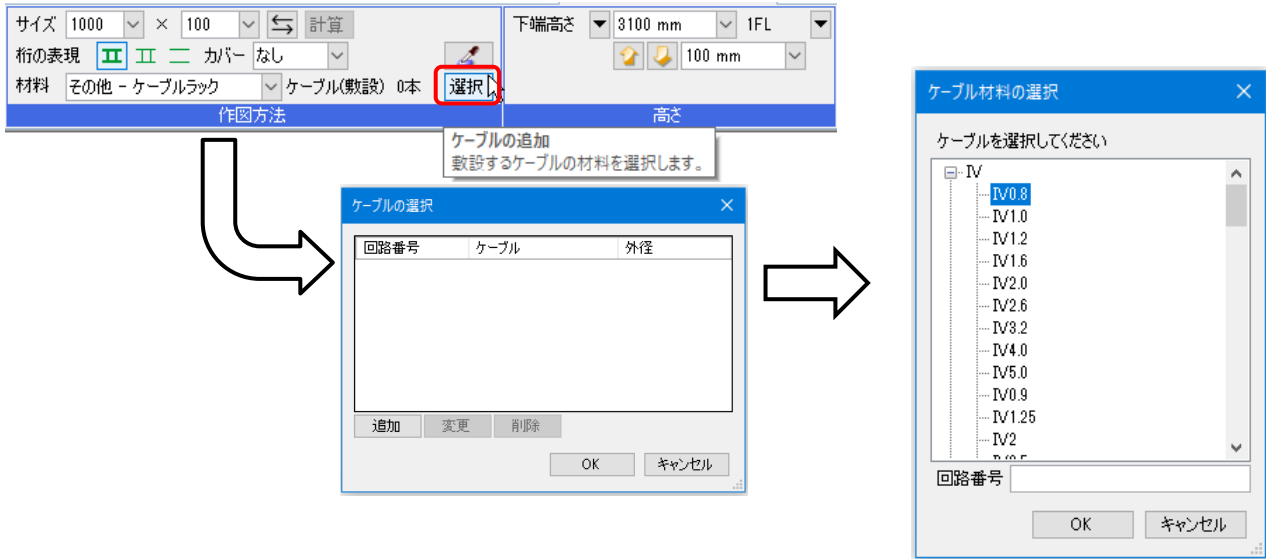 サイズ 1000 × 100 計算
桁の表現 カバー なし
材料 その他 - ケーブルラック ケーブル(敷設) 0本 選択
作図方法
下端高さ 3100 mm 1FL
100 mm
高さ
ケーブルの追加
敷設するケーブルの材料を選択します。
ケーブルの選択
回路番号 ケーブル 外径
追加 変更 削除
OK キャンセル
ケーブル材料の選択
ケーブルを選択してください
IV
IV0.8
IV1.0
IV1.2
IV1.6
IV2.0
IV2.6
IV3.2
IV4.0
IV5.0
IV0.9
IV1.25
IV2
回路番号
OK キャンセル